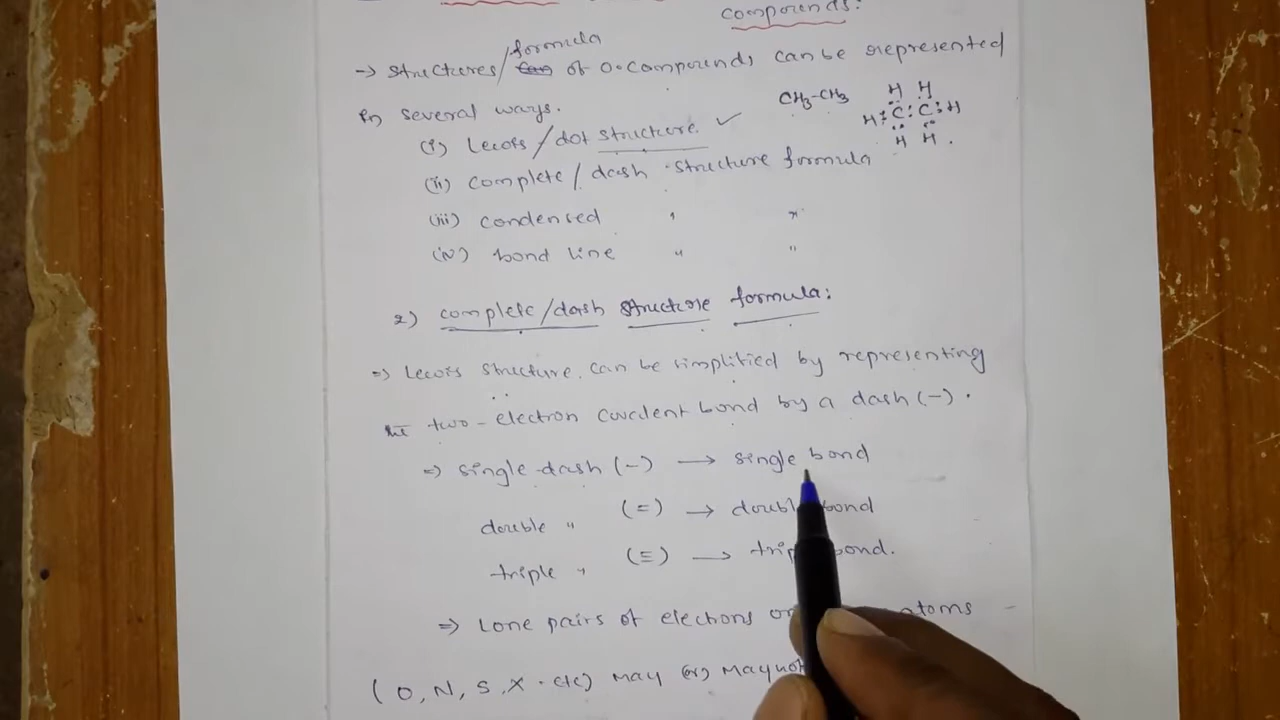 compounds:
→ Structures/formula of o.compounds can be represented
in several ways.
CH3-CH3
H H
H : C : C : H
H H .
(i) Lewis /dot structure. ✓
(ii) complete/dash structure formula
(iii) condensed " "
(iv) bond line " "
2) complete/dash structure formula:
⇒ Lewis structure can be simplified by representing
the two-electron covalent bond by a dash (-).
⇒ single dash (-) → single bond
double " (=) → double bond
triple " (≡) → bond.
⇒ Lone pairs of electrons atoms
(O, N, S, X - etc) may (or) may not